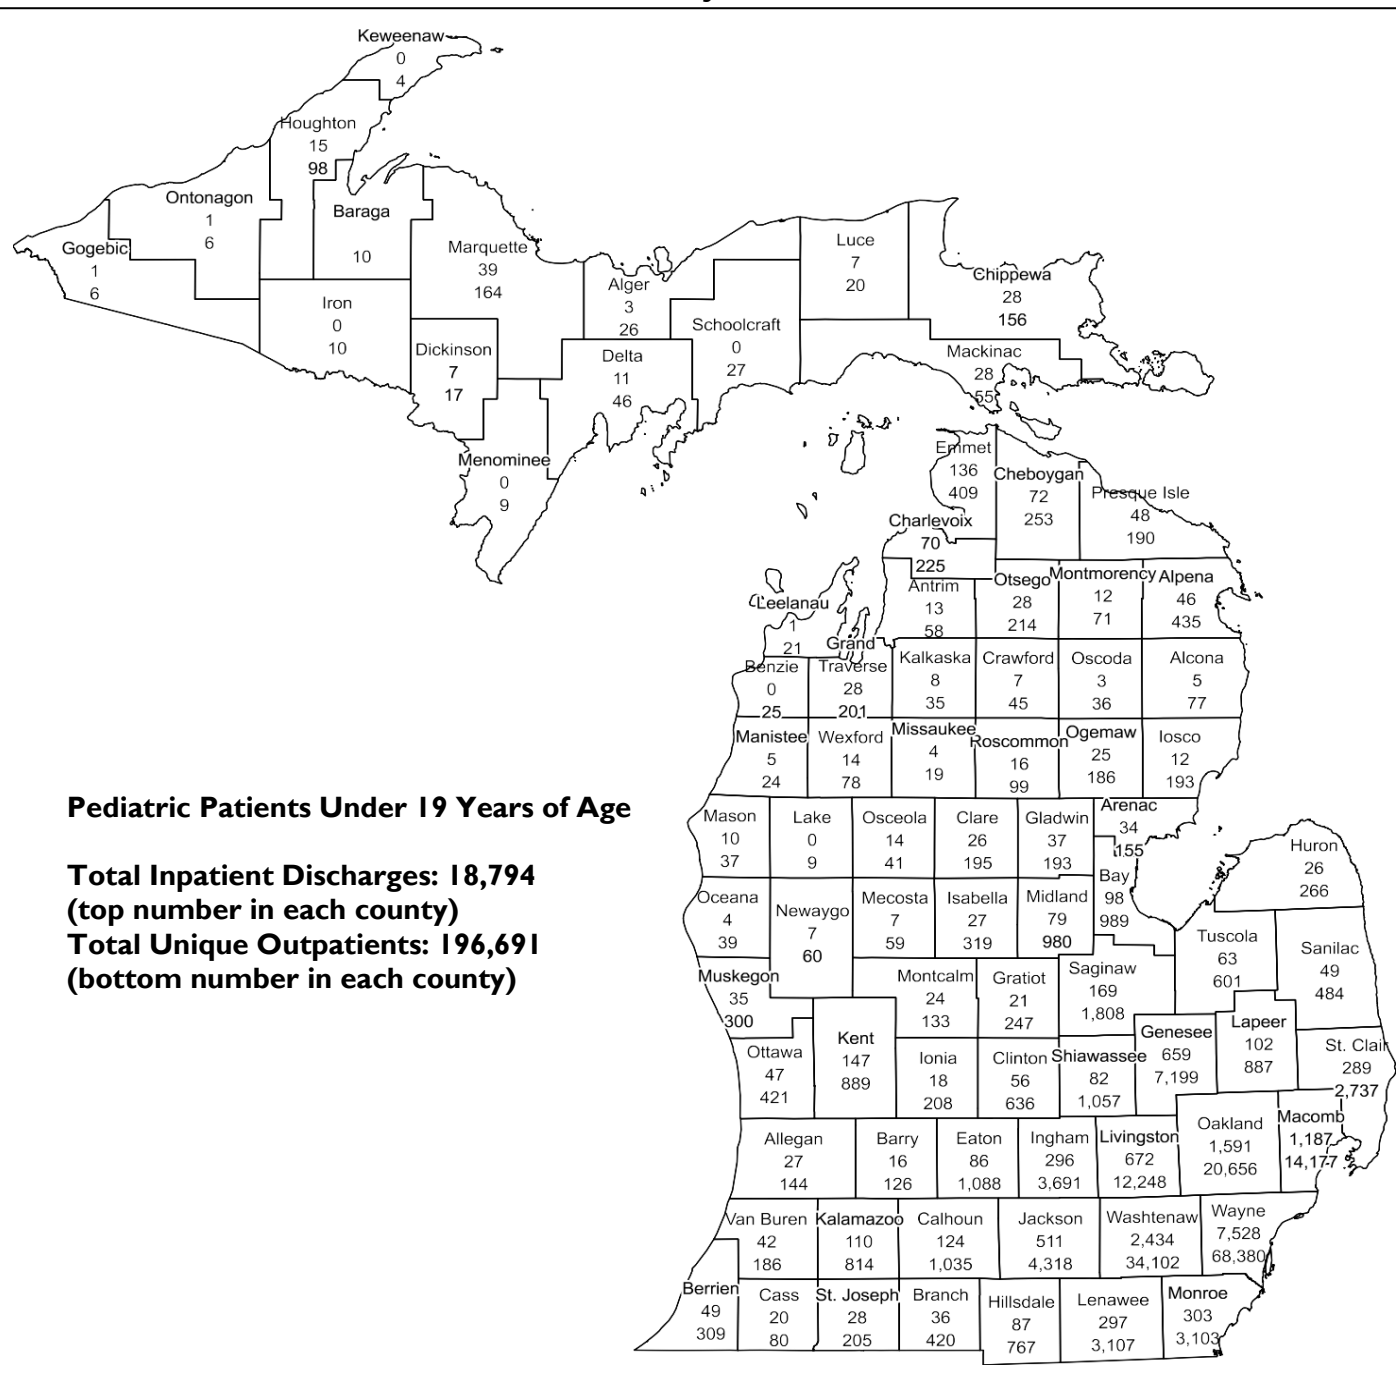 Keweenaw
0
4
Houghton
15
98
Ontonagon
1
6
Baraga
10
Gogebic
1
6
Marquette
39
164
Iron
0
10
Dickinson
7
17
Alger
3
26
Luce
7
20
Chippewa
28
156
Schoolcraft
0
27
Delta
11
46
Mackinac
28
55
Menominee
0
9
Emmet
136
409
Cheboygan
72
253
Presque Isle
48
190
Charlevoix
70
225
Leelanau
1
21
Antrim
13
58
Otsego
28
214
Montmorency
12
71
Alpena
46
435
Benzie
0
25
Grand
Traverse
28
201
Kalkaska
8
35
Crawford
7
45
Oscoda
3
36
Alcona
5
77
Manistee
5
24
Wexford
14
78
Missaukee
4
19
Roscommon
16
99
Ogemaw
25
186
Iosco
12
193
Pediatric Patients Under 19 Years of Age
Total Inpatient Discharges: 18,794
(top number in each county)
Total Unique Outpatients: 196,691
(bottom number in each county)
Mason
10
37
Lake
0
9
Osceola
14
41
Clare
26
195
Gladwin
37
193
Arenac
34
155
Huron
26
266
Oceana
4
39
Newaygo
7
60
Mecosta
7
59
Isabella
27
319
Midland
79
980
Bay
98
989
Tuscola
63
601
Sanilac
49
484
Muskegon
35
300
Montcalm
24
133
Gratiot
21
247
Saginaw
169
1,808
Genesee
659
7,199
Lapeer
102
887
St. Clair
289
2,737
Ottawa
47
421
Kent
147
889
Ionia
18
208
Clinton
56
636
Shiawassee
82
1,057
Allegan
27
144
Barry
16
126
Eaton
86
1,088
Ingham
296
3,691
Livingston
672
12,248
Oakland
1,591
20,656
Macomb
1,187
14,177
Van Buren
42
186
Kalamazoo
110
814
Calhoun
124
1,035
Jackson
511
4,318
Washtenaw
2,434
34,102
Wayne
7,528
68,380
Berrien
49
309
Cass
20
80
St. Joseph
28
205
Branch
36
420
Hillsdale
87
767
Lenawee
297
3,107
Monroe
303
3,103